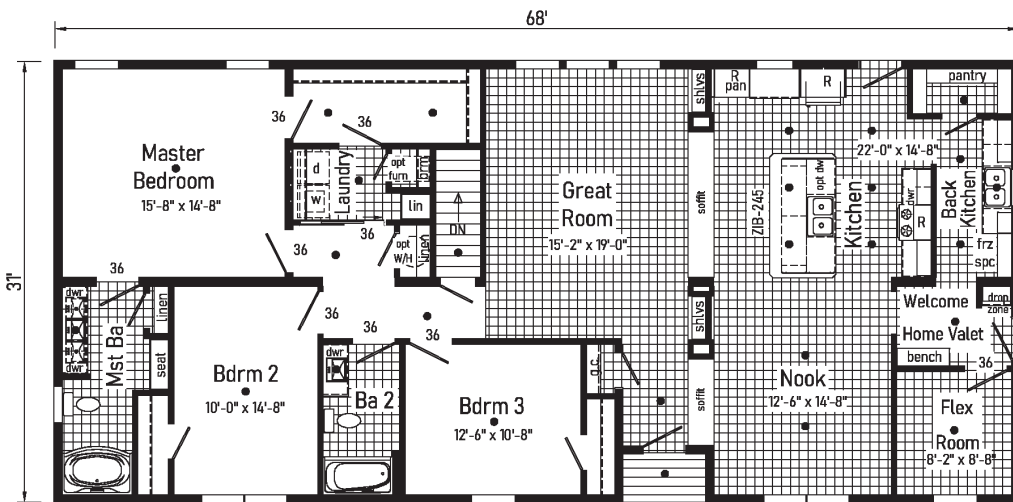 68'
31'
Master
Bedroom
15'-8" x 14'-8"
36
36
36
36
36
d
w
Laundry
opt
furn
brm
lin
opt
W/H
linen
DN
Great
Room
15'-2" x 19'-0"
shlvs
soffit
shlvs
soffit
R
pan
R
pantry
22'-0" x 14'-8"
ZIB-245
opt dw
Kitchen
dwr
R
Back
Kitchen
frz
spc
Welcome
Home Valet
drop
zone
bench
36
Nook
12'-6" x 14'-8"
Flex
Room
8'-2" x 8'-8"
dwr
dwr
Mst Ba
linen
seat
Bdrm 2
10'-0" x 14'-8"
36
36
36
dwr
Ba 2
Bdrm 3
12'-6" x 10'-8"
o.c.